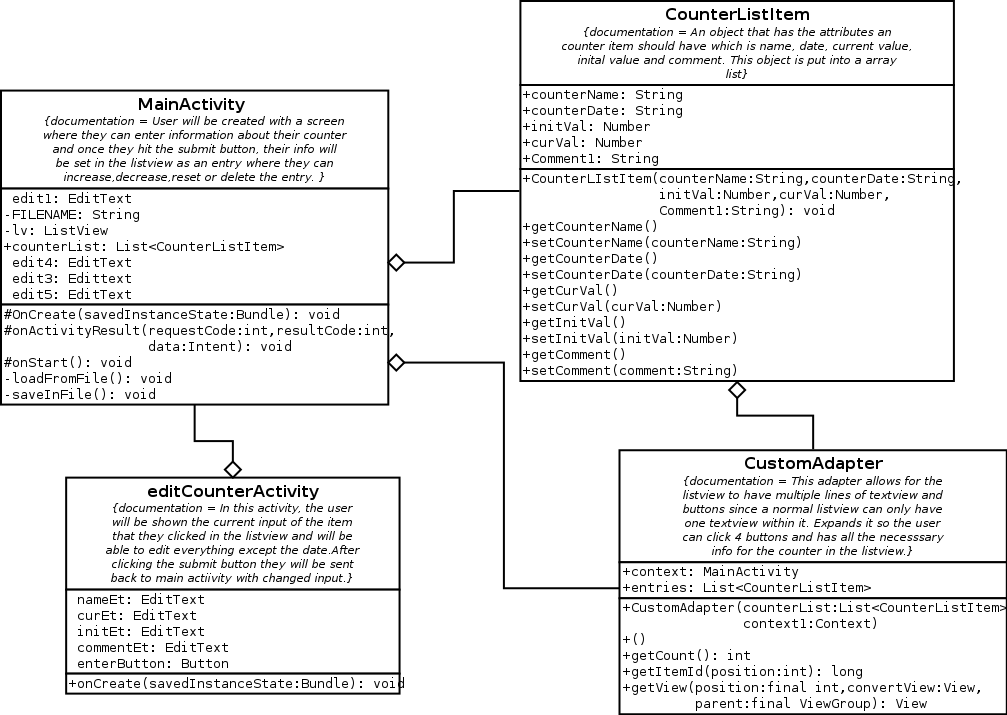 CounterListItem
{documentation = An object that has the attributes an
counter item should have which is name, date, current value,
inital value and comment. This object is put into a array
list}
+counterName: String
+counterDate: String
+initVal: Number
+curVal: Number
+Comment1: String
+CounterLIstItem(counterName:String,counterDate:String,
initVal:Number,curVal:Number,
Comment1:String): void
+getCounterName()
+setCounterName(counterName:String)
+getCounterDate()
+setCounterDate(counterDate:String)
+getCurVal()
+setCurVal(curVal:Number)
+getInitVal()
+setInitVal(initVal:Number)
+getComment()
+setComment(comment:String)
MainActivity
{documentation = User will be created with a screen
where they can enter information about their counter
and once they hit the submit button, their info will
be set in the listview as an entry where they can
increase,decrease,reset or delete the entry. }
edit1: EditText
-FILENAME: String
-lv: ListView
+counterList: List<CounterListItem>
edit4: EditText
edit3: Edittext
edit5: EditText
#OnCreate(savedInstanceState:Bundle): void
#onActivityResult(requestCode:int,resultCode:int,
data:Intent): void
#onStart(): void
-loadFromFile(): void
-saveInFile(): void
editCounterActivity
{documentation = In this activity, the user
will be shown the current input of the item
that they clicked in the listview and will be
able to edit everything except the date.After
clicking the submit button they will be sent
back to main actiivity with changed input.}
nameEt: EditText
curEt: EditText
initEt: EditText
commentEt: EditText
enterButton: Button
+onCreate(savedInstanceState:Bundle): void
CustomAdapter
{documentation = This adapter allows for the
listview to have multiple lines of textview and
buttons since a normal listview can only have
one textview within it. Expands it so the user
can click 4 buttons and has all the necesssary
info for the counter in the listview.}
+context: MainActivity
+entries: List<CounterListItem>
+CustomAdapter(counterList:List<CounterListItem>
context1:Context)
+()
+getCount(): int
+getItemId(position:int): long
+getView(position:final int,convertView:View,
parent:final ViewGroup): View